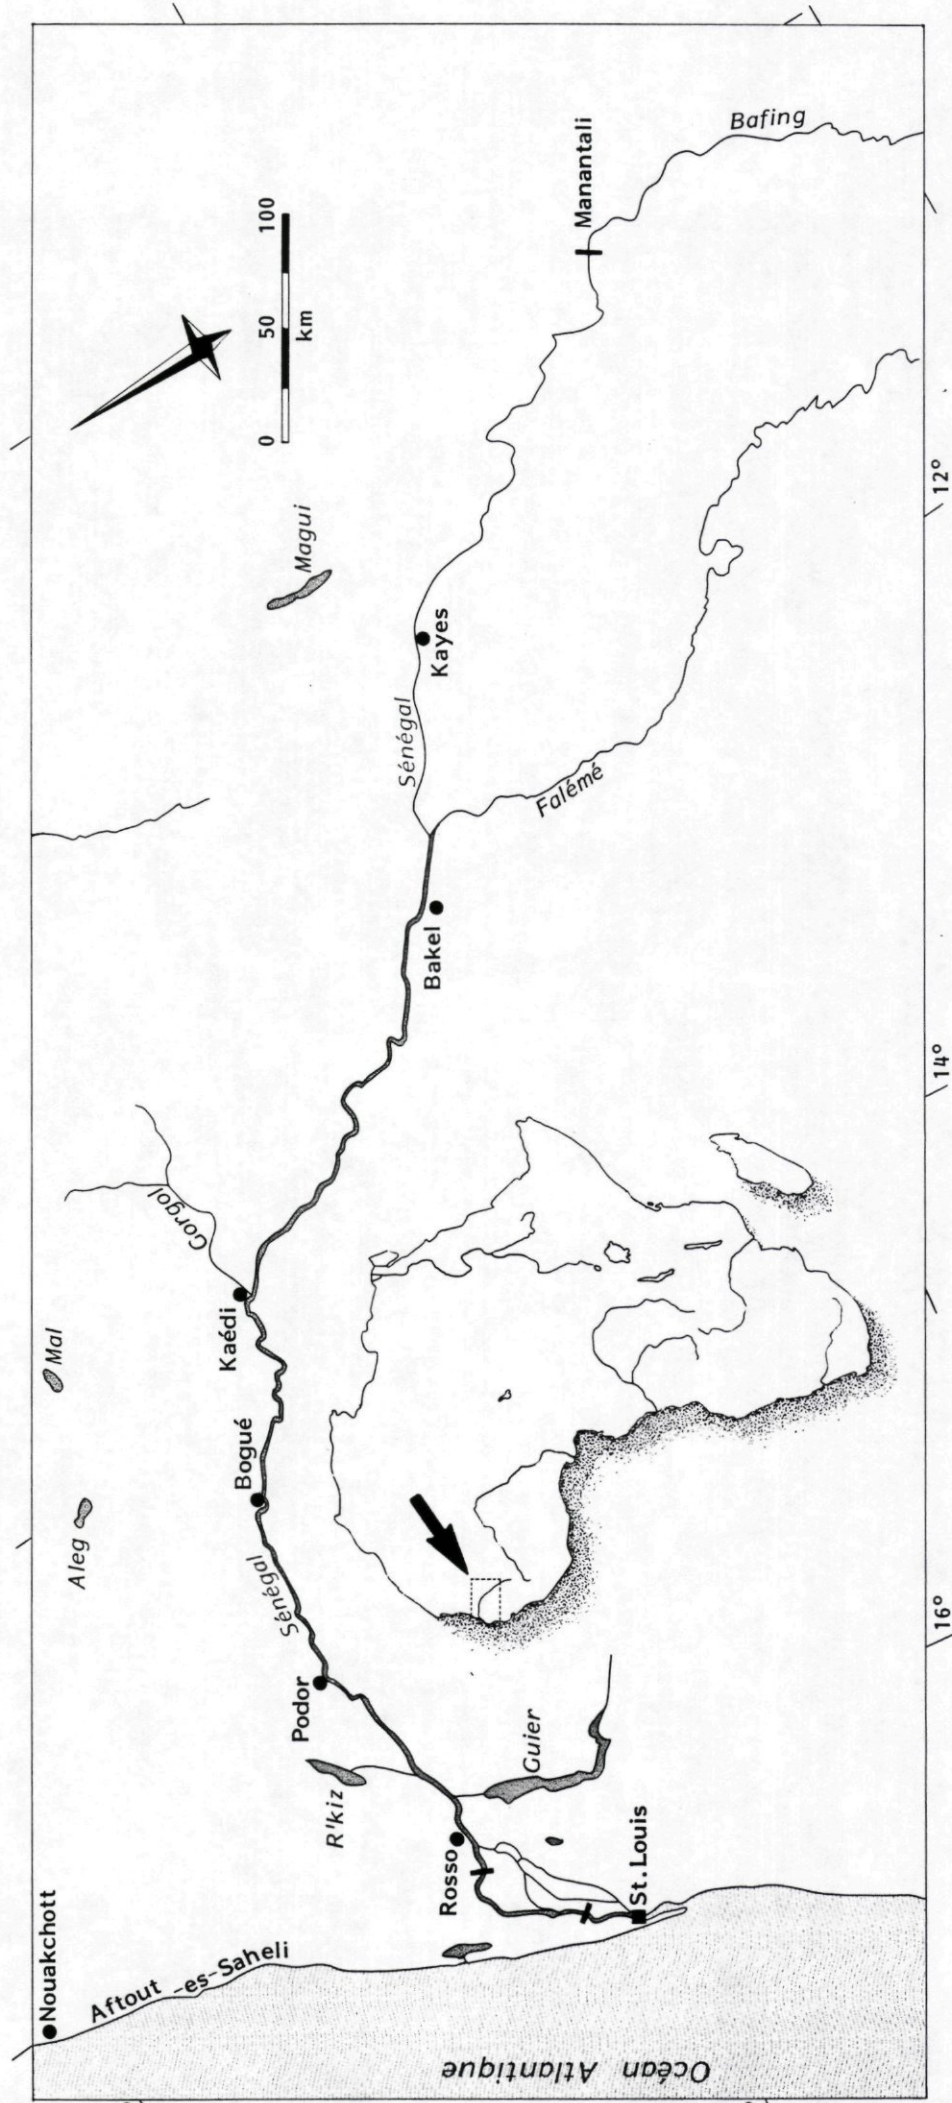 Nouakchott
Aftout -es-Saheli
Océan Atlantique
St. Louis
Rosso
R'kiz
Guier
Podor
Sénégal
Bogué
Aleg
Mal
Kaédi
Gorgol
Bakel
Falémé
Sénégal
Kayes
Magui
Manantali
Bafing
0 50 100
km
16°
14°
12°